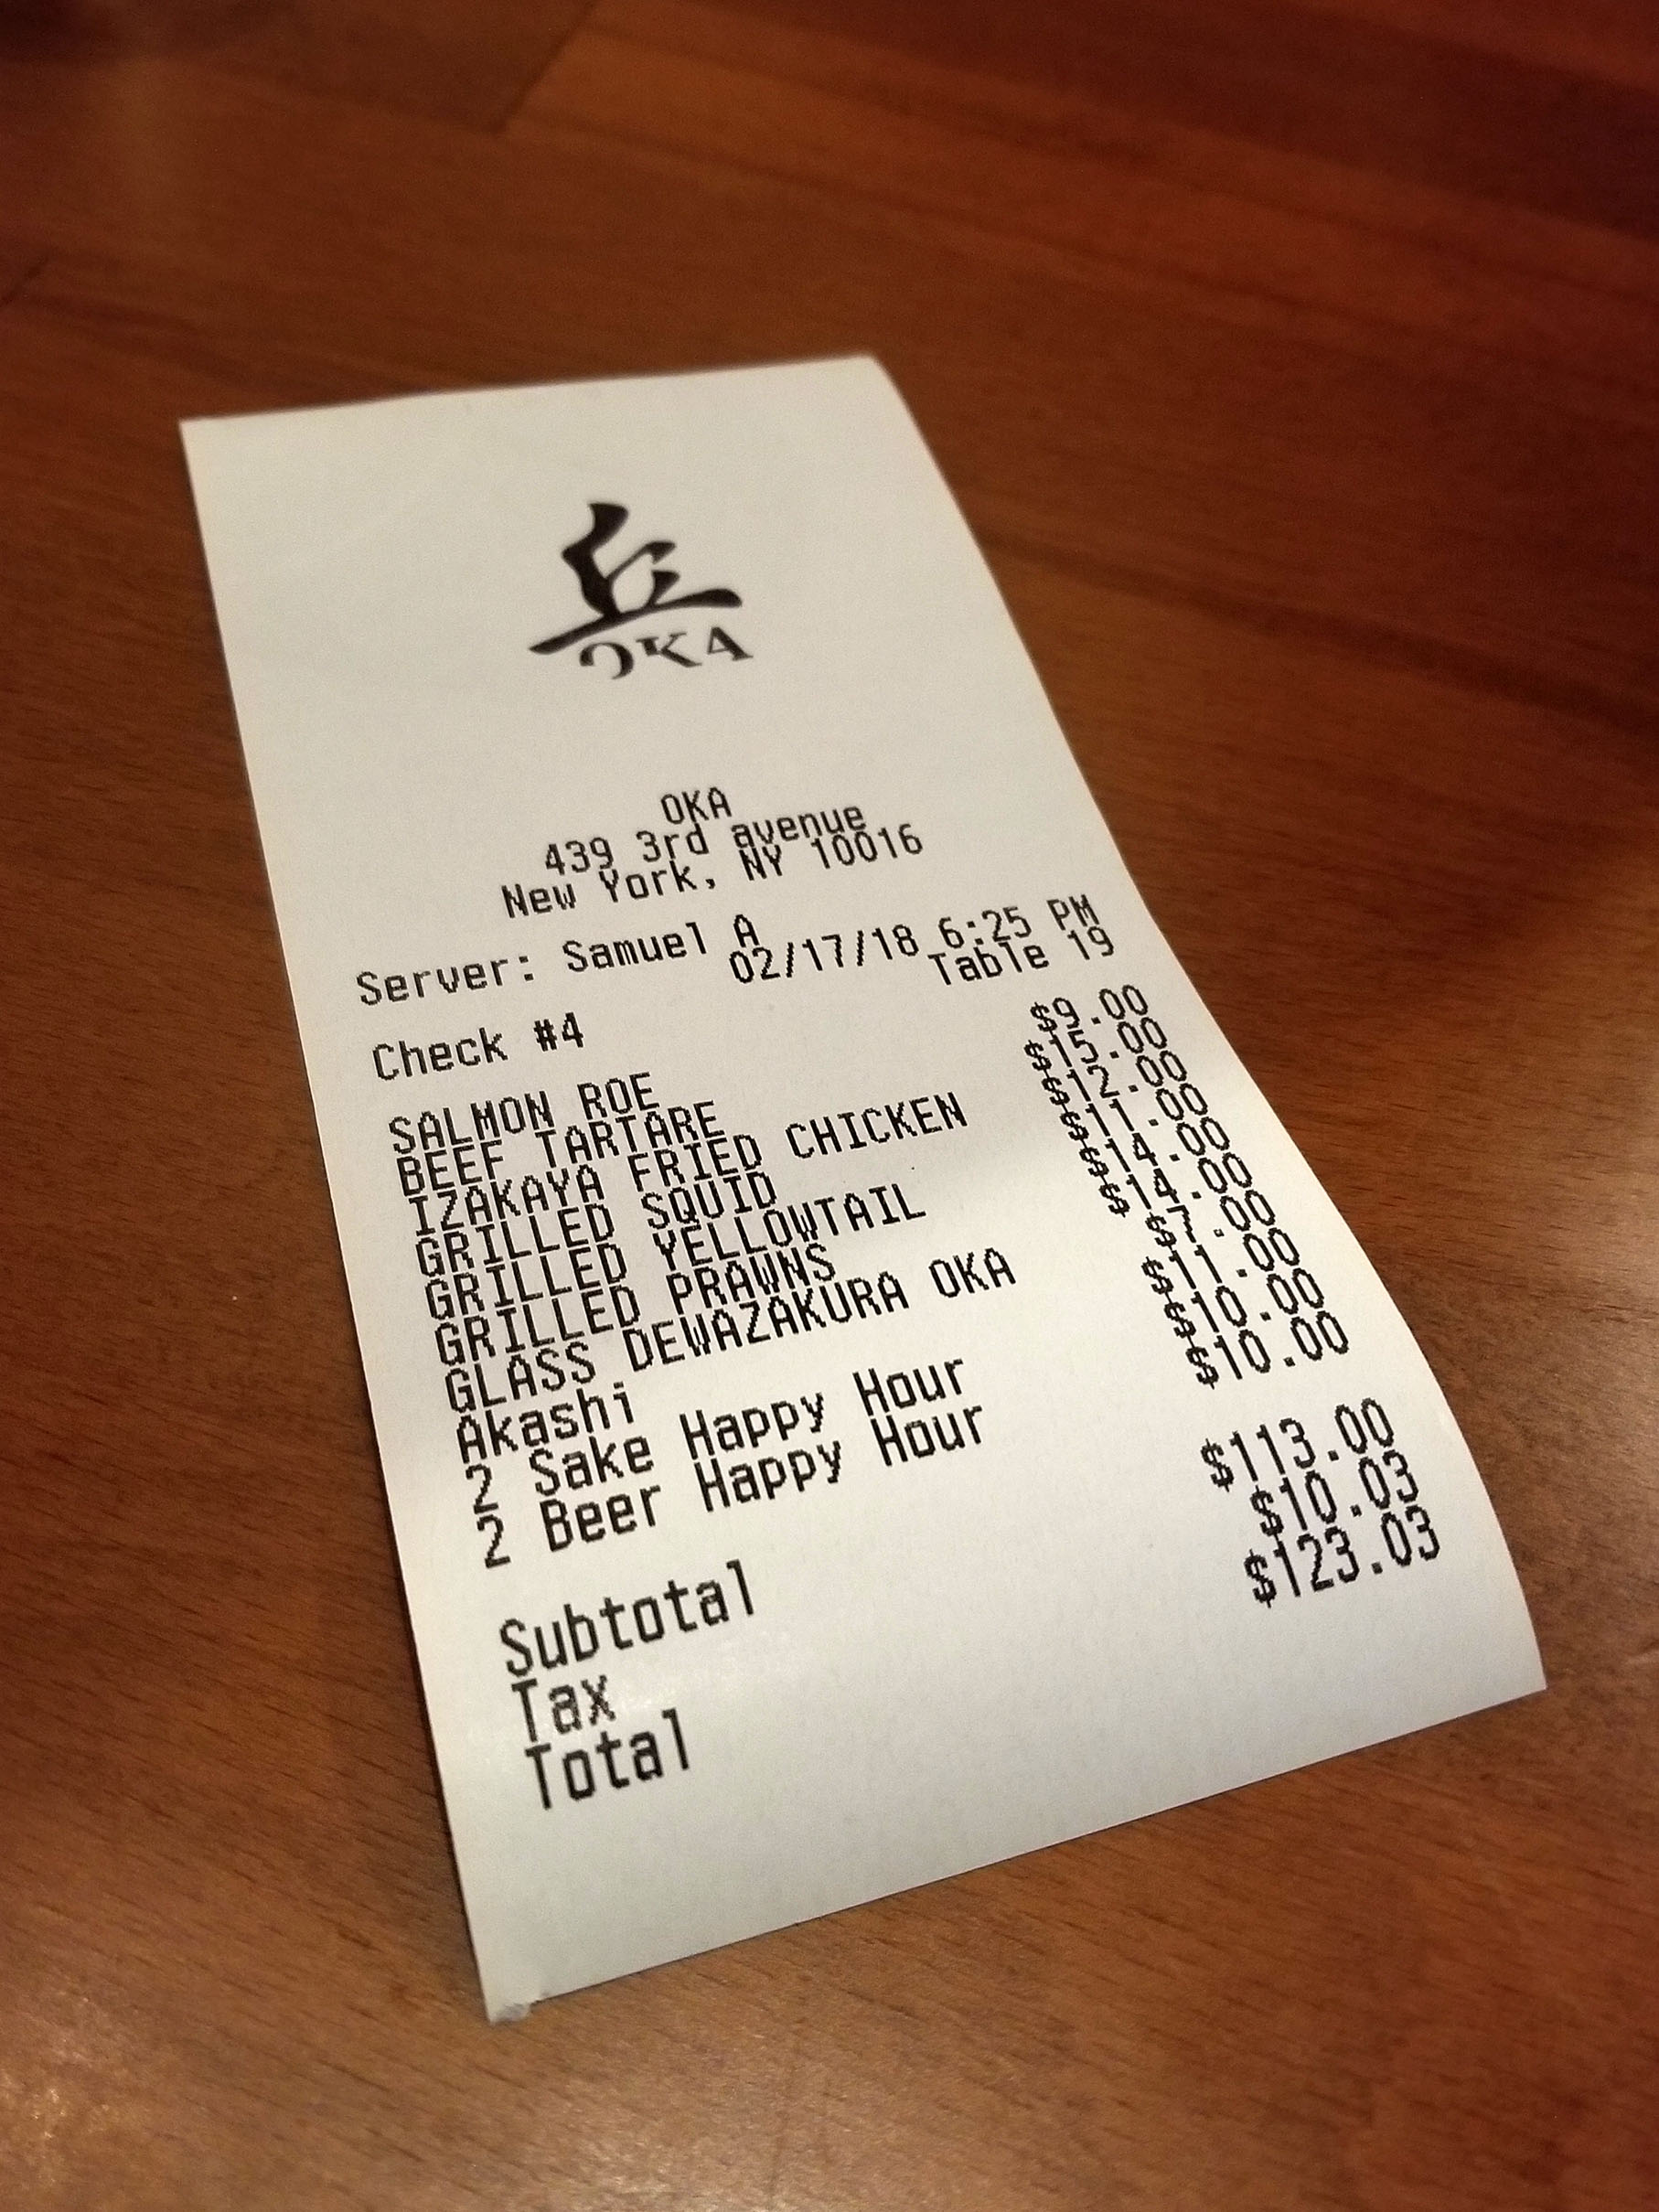 丘
OKA
OKA
439 3rd avenue
New York, NY 10016
Server: Samuel A
02/17/18 6:25 PM
Table 19
Check #4
SALMON ROE $9.00
BEEF TARTARE $15.00
IZAKAYA FRIED CHICKEN $12.00
GRILLED SQUID $11.00
GRILLED YELLOWTAIL $14.00
GRILLED PRAWNS $14.00
GLASS DEWAZAKURA OKA $7.00
Akashi $11.00
2 Sake Happy Hour $10.00
2 Beer Happy Hour $10.00
Subtotal $113.00
Tax $10.03
Total $123.03